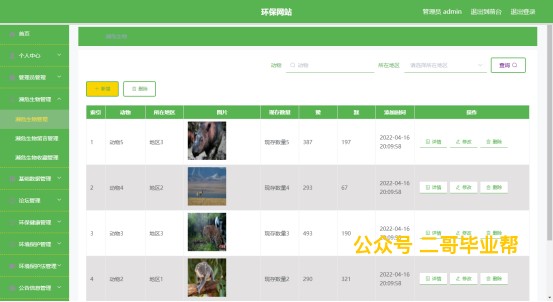 环保网站
管理员 admin 退出到前台 退出登录
首页
个人中心
管理员管理
濒危生物管理
濒危生物管理
濒危生物留言管理
濒危生物收藏管理
基础数据管理
论坛管理
环保健康管理
环境保护管理
环境保护法管理
公告信息管理
濒危生物
动物 动物 所在地区 请选择所在地区 查询
新增 删除
索引 动物 所在地区 图片 现存数量 赞 踩 添加时间 操作
1 动物5 地区3 现存数量5 387 197 2022-04-16 20:09:58 详情 修改 删除
2 动物4 地区2 现存数量4 293 67 2022-04-16 20:09:58 详情 修改 删除
3 动物3 地区3 现存数量3 493 190 2022-04-16 20:09:58 详情 修改 删除
4 动物2 地区1 现存数量2 290 321 2022-04-16 20:09:58 详情 修改 删除
公众号 二哥毕业帮